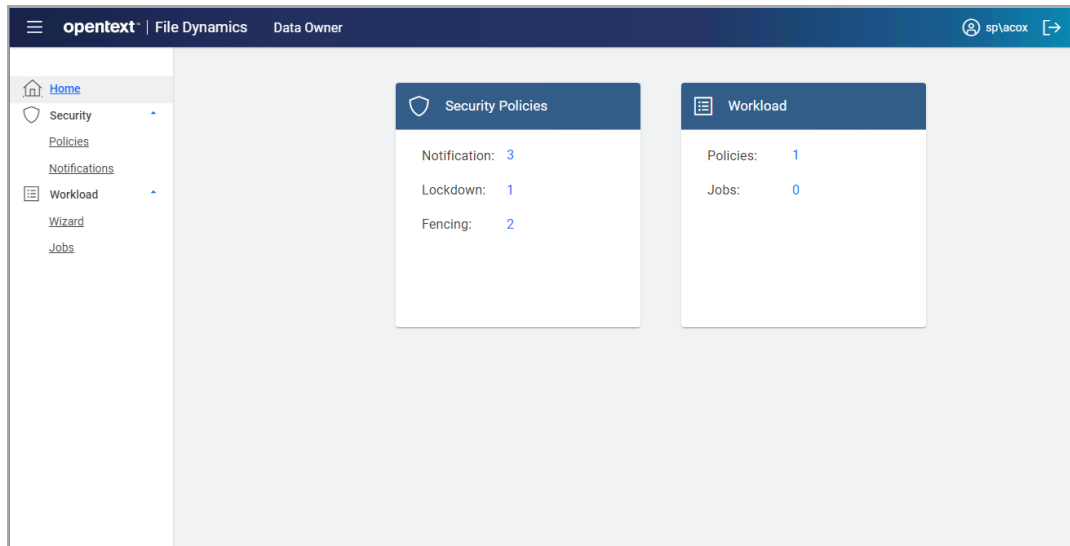 opentext™ | File Dynamics Data Owner sp\acox
Home
Security
Policies
Notifications
Workload
Wizard
Jobs
Security Policies
Notification: 3
Lockdown: 1
Fencing: 2
Workload
Policies: 1
Jobs: 0